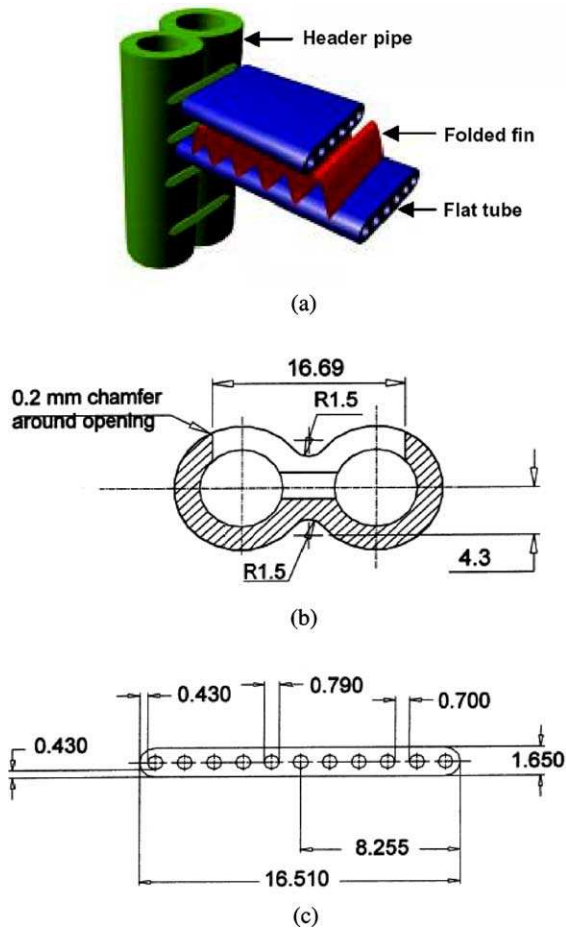 Header pipe
Folded fin
Flat tube
(a)
16.69
0.2 mm chamfer
around opening
R1.5
R1.5
4.3
(b)
0.430
0.790
0.700
0.430
1.650
8.255
16.510
(c)